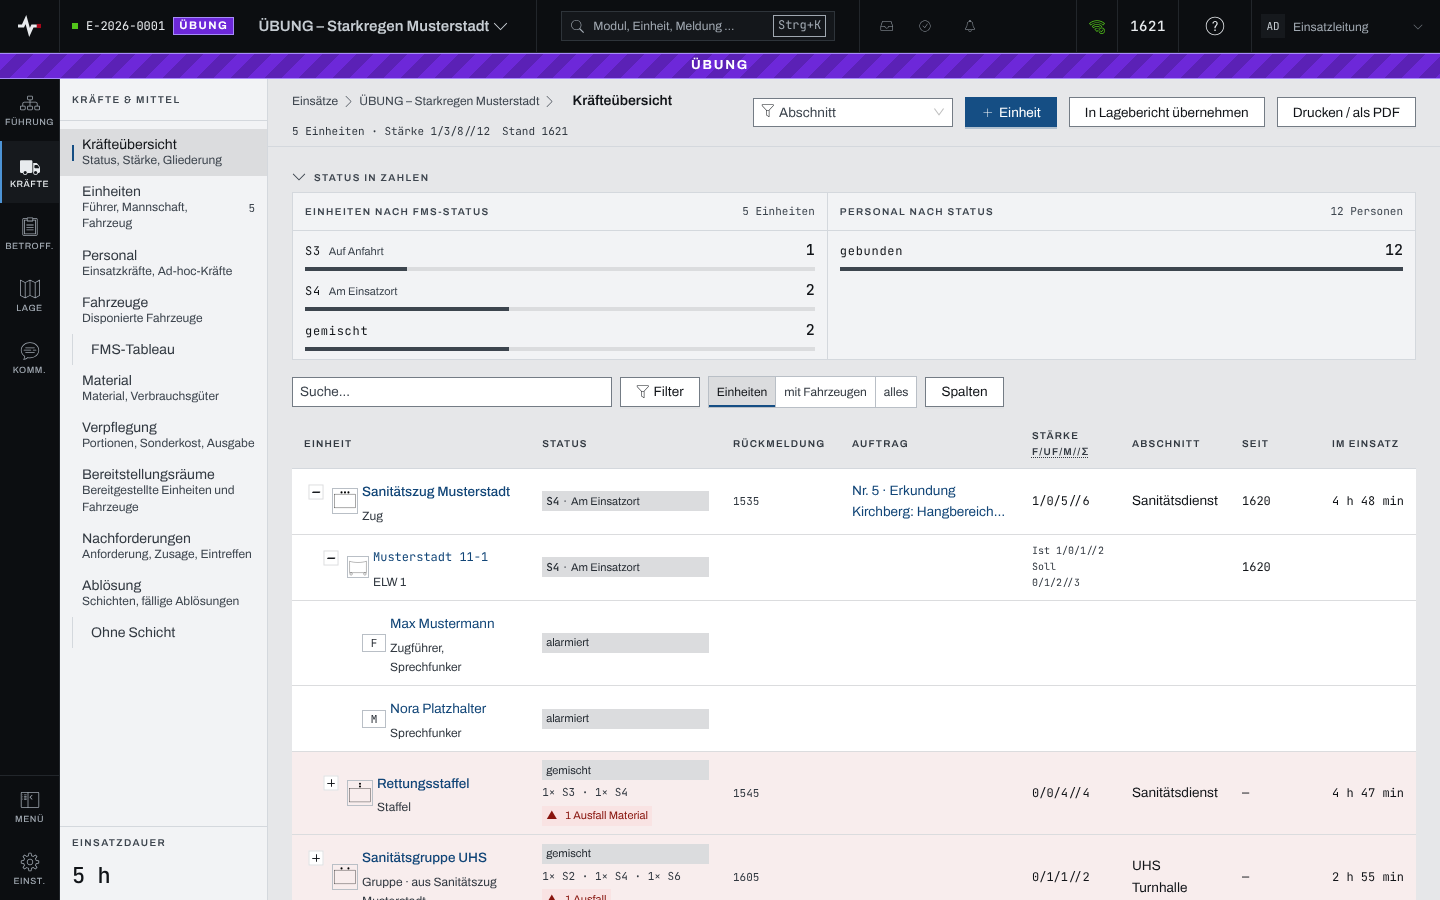 E-2026-0001 ÜBUNG ÜBUNG – Starkregen Musterstadt Modul, Einheit, Meldung ... Strg+K 1621 ? AD Einsatzleitung
ÜBUNG
FÜHRUNG
KRÄFTE
BETROFF.
LAGE
KOMM.
MENÜ
EINST.
KRÄFTE & MITTEL
Kräfteübersicht
Status, Stärke, Gliederung
Einheiten
Führer, Mannschaft,
Fahrzeug
5
Personal
Einsatzkräfte, Ad-hoc-Kräfte
Fahrzeuge
Disponierte Fahrzeuge
FMS-Tableau
Material
Material, Verbrauchsgüter
Verpflegung
Portionen, Sonderkost, Ausgabe
Bereitstellungsräume
Bereitgestellte Einheiten und
Fahrzeuge
Nachforderungen
Anforderung, Zusage, Eintreffen
Ablösung
Schichten, fällige Ablösungen
Ohne Schicht
EINSATZDAUER
5 h
Einsätze ÜBUNG – Starkregen Musterstadt Kräfteübersicht
5 Einheiten · Stärke 1/3/8//12 Stand 1621
Abschnitt
+ Einheit
In Lagebericht übernehmen
Drucken / als PDF
STATUS IN ZAHLEN
EINHEITEN NACH FMS-STATUS 5 Einheiten
S3 Auf Anfahrt 1
S4 Am Einsatzort 2
gemischt 2
PERSONAL NACH STATUS 12 Personen
gebunden 12
Suche... Filter Einheiten mit Fahrzeugen alles Spalten
EINHEIT STATUS RÜCKMELDUNG AUFTRAG STÄRKE F/UF/M//Σ ABSCHNITT SEIT IM EINSATZ
Sanitätszug Musterstadt
Zug
S4 · Am Einsatzort
1535
Nr. 5 · Erkundung
Kirchberg: Hangbereich...
1/0/5//6
Sanitätsdienst
1620
4 h 48 min
Musterstadt 11-1
ELW 1
S4 · Am Einsatzort
Ist 1/0/1//2
Soll
0/1/2//3
1620
F
Max Mustermann
Zugführer,
Sprechfunker
alarmiert
M
Nora Platzhalter
Sprechfunker
alarmiert
Rettungsstaffel
Staffel
gemischt
1× S3 · 1× S4
1 Ausfall Material
1545
0/0/4//4
Sanitätsdienst
–
4 h 47 min
Sanitätsgruppe UHS
Gruppe · aus Sanitätszug
Musterstadt
gemischt
1× S2 · 1× S4 · 1× S6
1 Ausfall
1605
0/1/1//2
UHS
Turnhalle
–
2 h 55 min